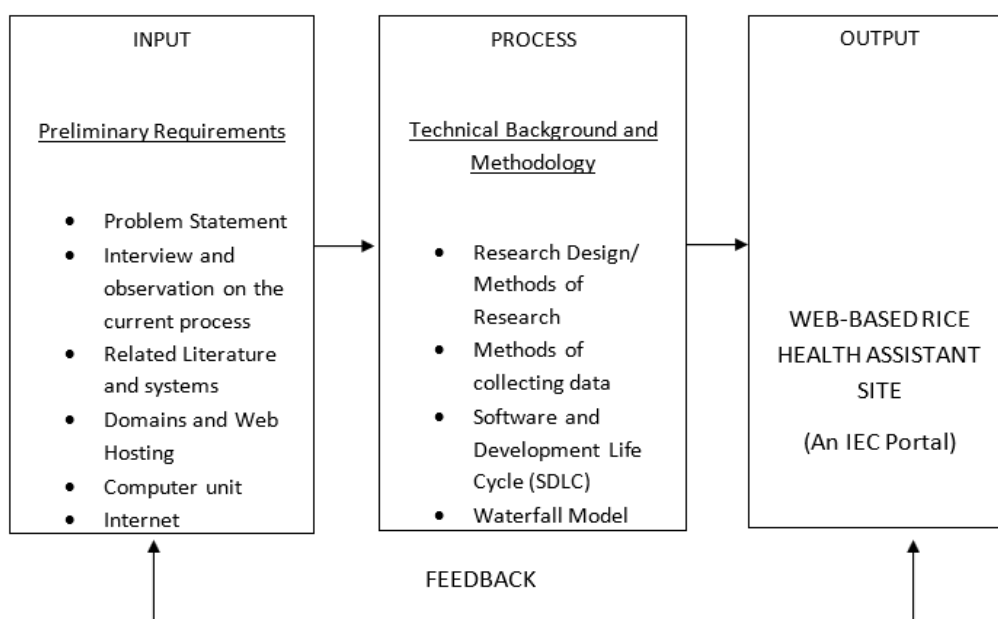 INPUT
Preliminary Requirements
• Problem Statement
• Interview and
observation on the
current process
• Related Literature
and systems
• Domains and Web
Hosting
• Computer unit
• Internet
PROCESS
Technical Background and
Methodology
• Research Design/
Methods of
Research
• Methods of
collecting data
• Software and
Development Life
Cycle (SDLC)
• Waterfall Model
OUTPUT
WEB-BASED RICE
HEALTH ASSISTANT
SITE
(An IEC Portal)
FEEDBACK